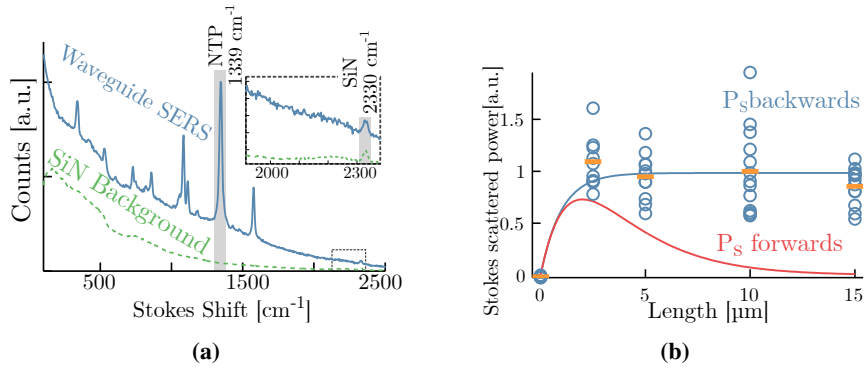 NTP
1339 cm⁻¹
SiN
2330 cm⁻¹
Waveguide SERS
SiN Background
Counts [a.u.]
2000
2300
500
1000
1500
2000
2500
Stokes Shift [cm⁻¹]
(a)
Stokes scattered power[a.u.]
1.5
1
0.5
0
P_S backwards
P_S forwards
0
5
10
15
Length [µm]
(b)